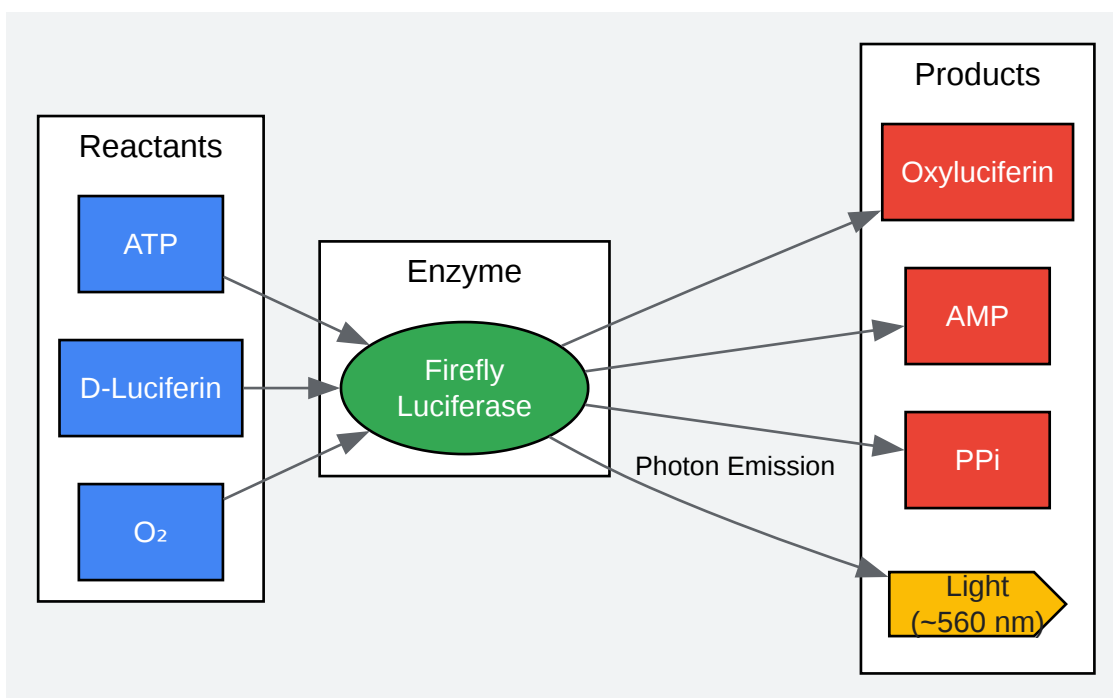 Reactants
ATP
D-Luciferin
O₂
Enzyme
Firefly
Luciferase
Photon Emission
Products
Oxyluciferin
AMP
PPi
Light
(~560 nm)